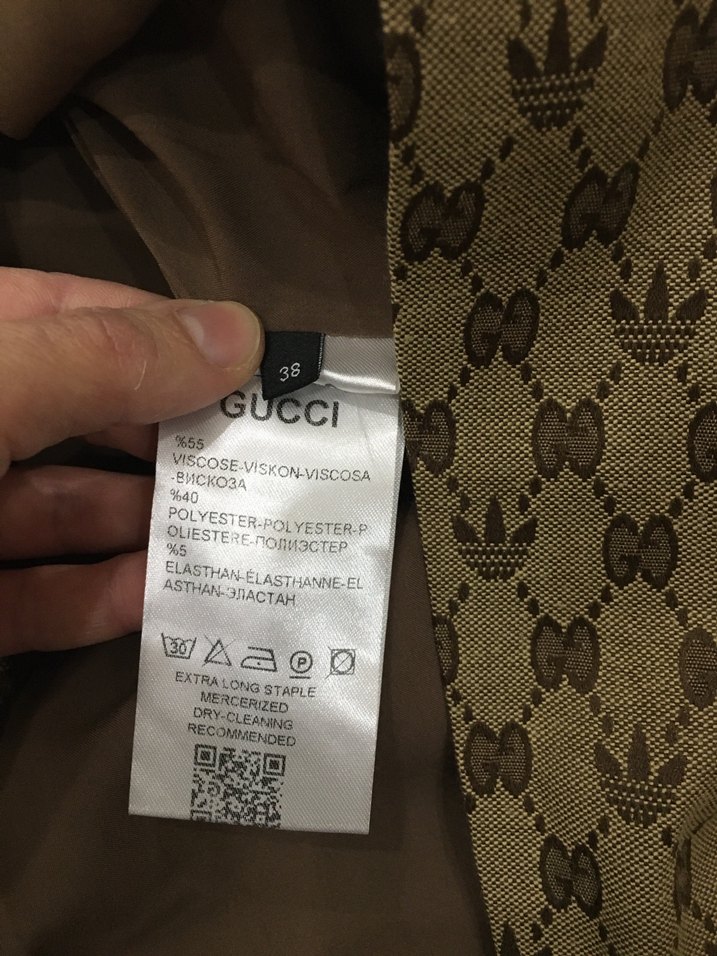 38
GUCCI
%55
VISCOSE-VISKON-VISCOSA
-ВИСКОЗА
%40
POLYESTER-POLYESTER-P
OLIESTERE-ПОЛИЭСТЕР
%5
ELASTHAN-ÉLASTHANNE-EL
ASTHAN-ЭЛАСТАН
30
P
EXTRA LONG STAPLE
MERCERIZED
DRY-CLEANING
RECOMMENDED